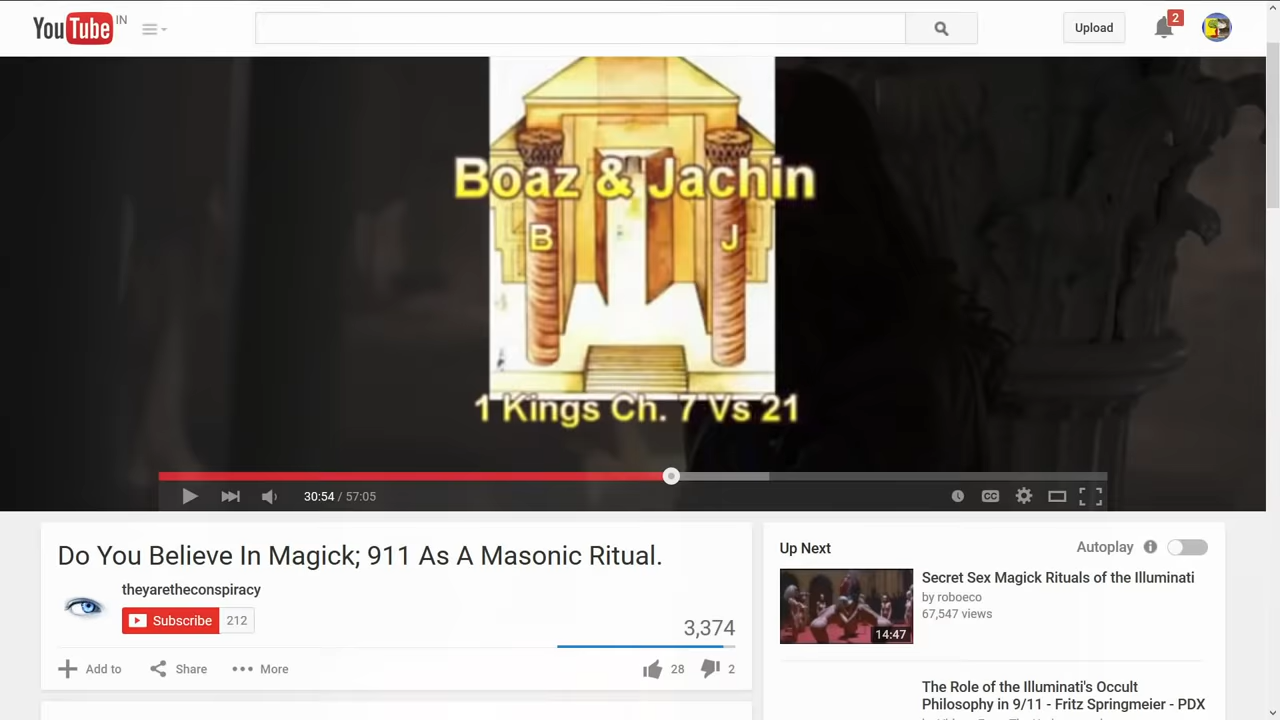 YouTube IN
Upload
2
Boaz & Jachin
B J
1 Kings Ch. 7 Vs 21
30:54 / 57:05
CC
Do You Believe In Magick; 911 As A Masonic Ritual.
theyaretheconspiracy
Subscribe 212
3,374
Add to Share More 28 2
Up Next Autoplay
Secret Sex Magick Rituals of the Illuminati
by roboeco
67,547 views
14:47
The Role of the Illuminati's Occult
Philosophy in 9/11 - Fritz Springmeier - PDX